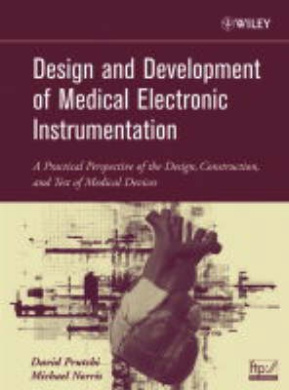 WILEY
Design and Development
of Medical Electronic
Instrumentation
A Practical Perspective of the Design, Construction,
and Test of Medical Devices
David Prutchi
Michael Norris
ftp: